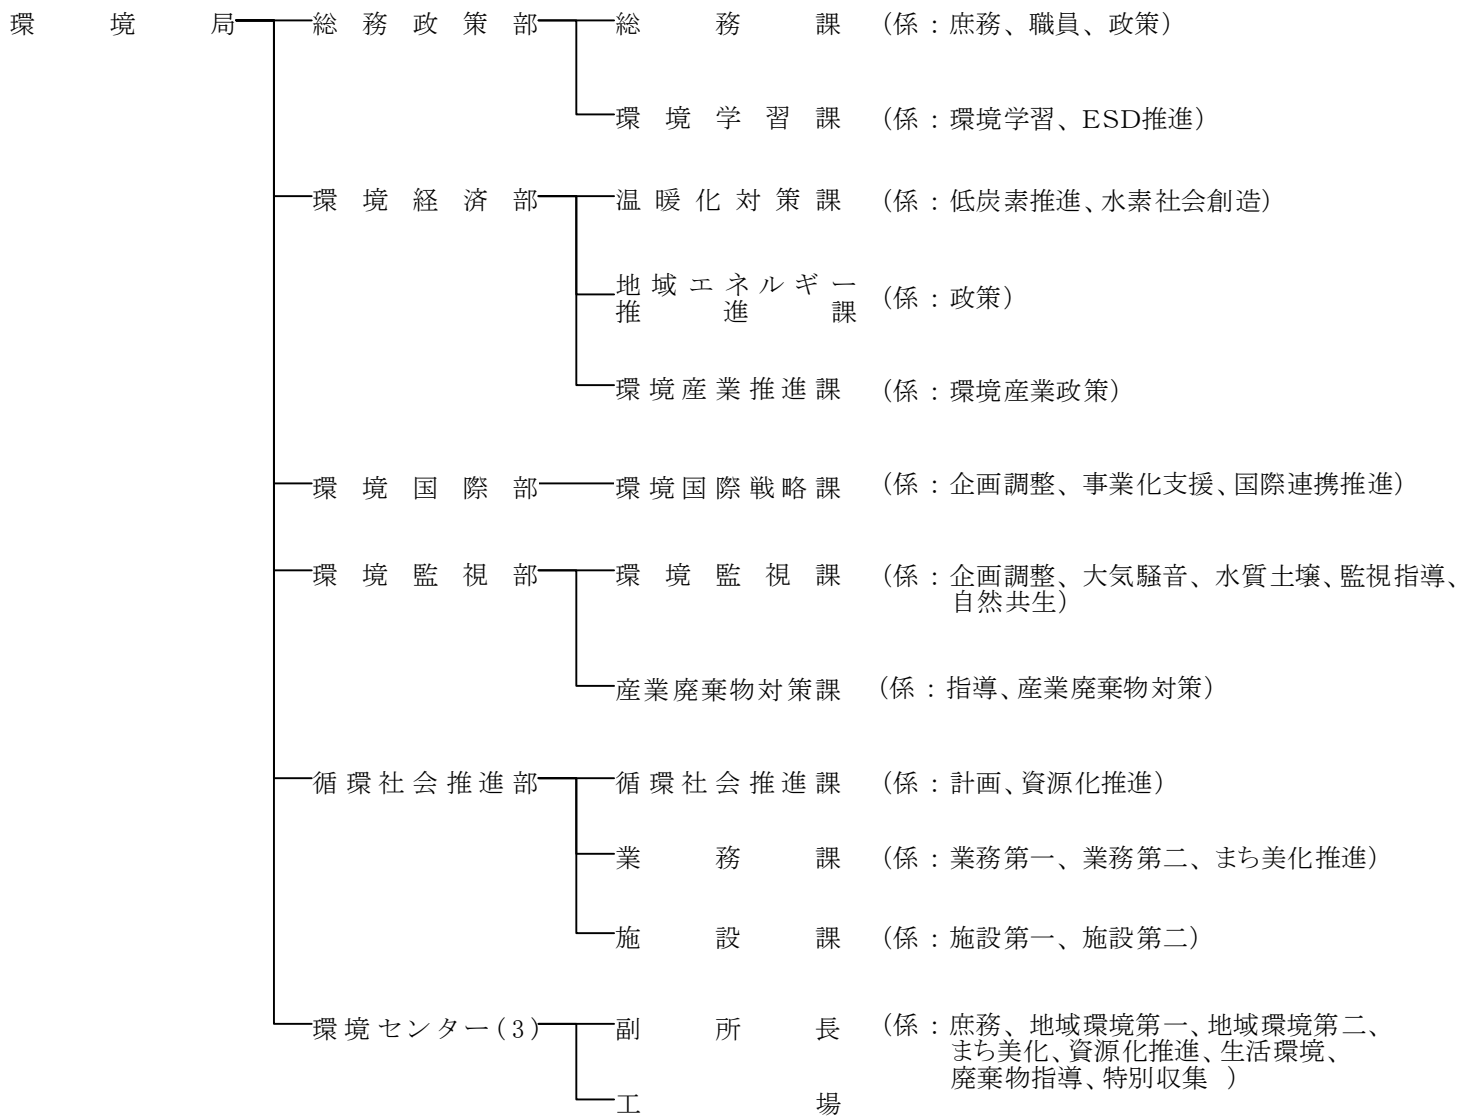 環境局 総務政策部 総務課 (係：庶務、職員、政策)
環境学習課 (係：環境学習、ESD推進)
環境経済部 温暖化対策課 (係：低炭素推進、水素社会創造)
地域エネルギー
推進課 (係：政策)
環境産業推進課 (係：環境産業政策)
環境国際部 環境国際戦略課 (係：企画調整、事業化支援、国際連携推進)
環境監視部 環境監視課 (係：企画調整、大気騒音、水質土壌、監視指導、
自然共生)
産業廃棄物対策課 (係：指導、産業廃棄物対策)
循環社会推進部 循環社会推進課 (係：計画、資源化推進)
業務課 (係：業務第一、業務第二、まち美化推進)
施設課 (係：施設第一、施設第二)
環境センター(3) 副所長 (係：庶務、地域環境第一、地域環境第二、
まち美化、資源化推進、生活環境、
廃棄物指導、特別収集 )
工場